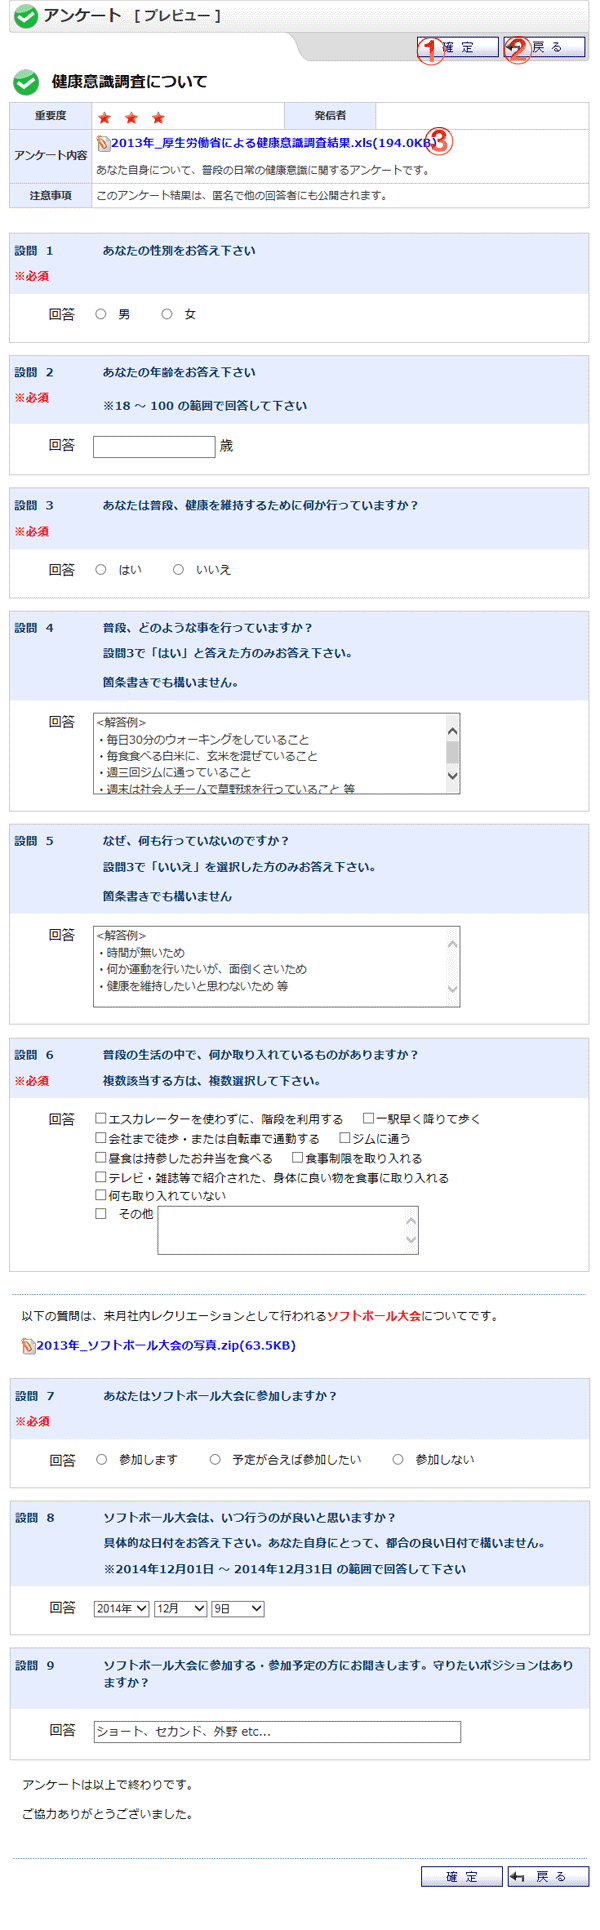 アンケート [ プレビュー ]
① 確 定 ② 戻 る
健康意識調査について
重要度 ★ ★ ★ 発信者
アンケート内容 2013年_厚生労働省による健康意識調査結果.xls(194.0KB) ③
あなた自身について、普段の日常の健康意識に関するアンケートです。
注意事項 このアンケート結果は、匿名で他の回答者にも公開されます。
設問 1 あなたの性別をお答え下さい
※必須
回答 男 女
設問 2 あなたの年齢をお答え下さい
※必須
※18 ～ 100 の範囲で回答して下さい
回答 歳
設問 3 あなたは普段、健康を維持するために何か行っていますか？
※必須
回答 はい いいえ
設問 4 普段、どのような事を行っていますか？
設問3で「はい」と答えた方のみお答え下さい。
箇条書きでも構いません。
回答 <解答例>
・毎日30分のウォーキングをしていること
・毎食食べる白米に、玄米を混ぜていること
・週三回ジムに通っていること
・週末は社会人チームで草野球を行っていること 等
設問 5 なぜ、何も行っていないのですか？
設問3で「いいえ」を選択した方のみお答え下さい。
箇条書きでも構いません
回答 <解答例>
・時間が無いため
・何か運動を行いたいが、面倒くさいため
・健康を維持したいと思わないため 等
設問 6 普段の生活の中で、何か取り入れているものがありますか？
※必須 複数該当する方は、複数選択して下さい。
回答 エスカレーターを使わずに、階段を利用する 一駅早く降りて歩く
会社まで徒歩・または自転車で通勤する ジムに通う
昼食は持参したお弁当を食べる 食事制限を取り入れる
テレビ・雑誌等で紹介された、身体に良い物を食事に取り入れる
何も取り入れていない
その他
以下の質問は、来月社内レクリエーションとして行われるソフトボール大会についてです。
2013年_ソフトボール大会の写真.zip(63.5KB)
設問 7 あなたはソフトボール大会に参加しますか？
※必須
回答 参加します 予定が合えば参加したい 参加しない
設問 8 ソフトボール大会は、いつ行うのが良いと思いますか？
具体的な日付をお答え下さい。あなた自身にとって、都合の良い日付で構いません。
※2014年12月01日 ～ 2014年12月31日 の範囲で回答して下さい
回答 2014年 12月 9日
設問 9 ソフトボール大会に参加する・参加予定の方にお聞きします。守りたいポジションはあり
ますか？
回答 ショート、セカンド、外野 etc...
アンケートは以上で終わりです。
ご協力ありがとうございました。
確 定 戻 る